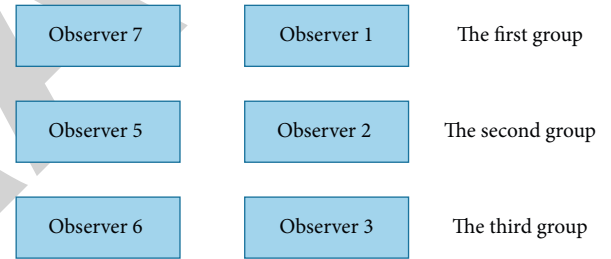 Observer 7 Observer 1 The first group
Observer 5 Observer 2 The second group
Observer 6 Observer 3 The third group